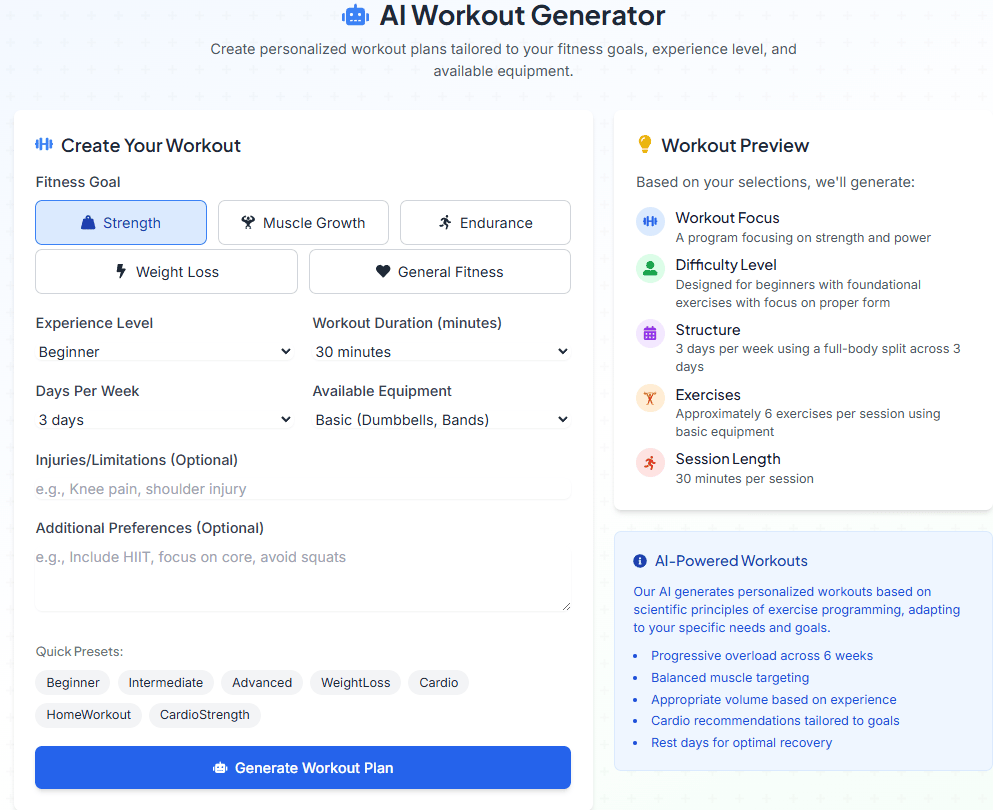 AI Workout Generator
Create personalized workout plans tailored to your fitness goals, experience level, and
available equipment.
Create Your Workout
Fitness Goal
Strength
Muscle Growth
Endurance
Weight Loss
General Fitness
Experience Level
Beginner
Workout Duration (minutes)
30 minutes
Days Per Week
3 days
Available Equipment
Basic (Dumbbells, Bands)
Injuries/Limitations (Optional)
e.g., Knee pain, shoulder injury
Additional Preferences (Optional)
e.g., Include HIIT, focus on core, avoid squats
Quick Presets:
Beginner
Intermediate
Advanced
WeightLoss
Cardio
HomeWorkout
CardioStrength
Generate Workout Plan
Workout Preview
Based on your selections, we'll generate:
Workout Focus
A program focusing on strength and power
Difficulty Level
Designed for beginners with foundational
exercises with focus on proper form
Structure
3 days per week using a full-body split across 3
days
Exercises
Approximately 6 exercises per session using
basic equipment
Session Length
30 minutes per session
AI-Powered Workouts
Our AI generates personalized workouts based on
scientific principles of exercise programming, adapting
to your specific needs and goals.
• Progressive overload across 6 weeks
• Balanced muscle targeting
• Appropriate volume based on experience
• Cardio recommendations tailored to goals
• Rest days for optimal recovery